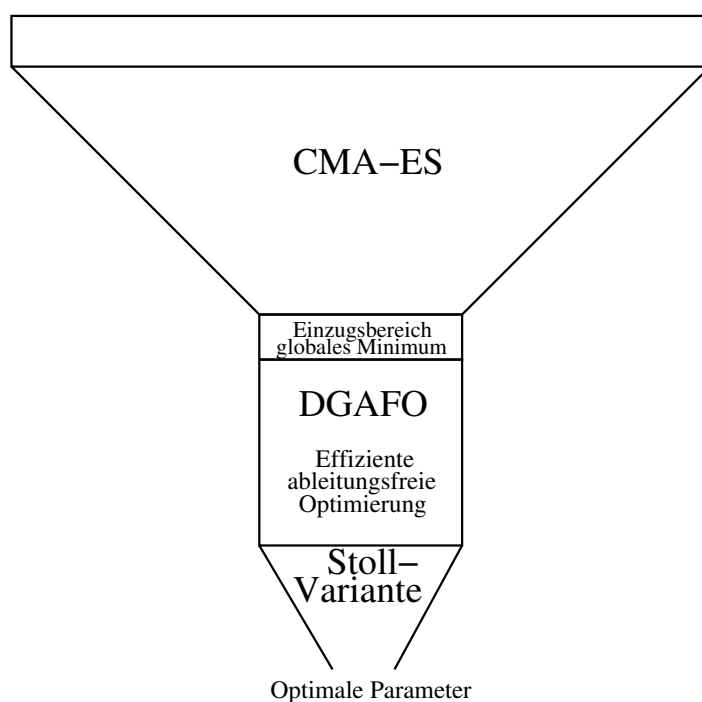 CMA−ES
Einzugsbereich
globales Minimum
DGAFO
Effiziente
ableitungsfreie
Optimierung
Stoll−
Variante
Optimale Parameter